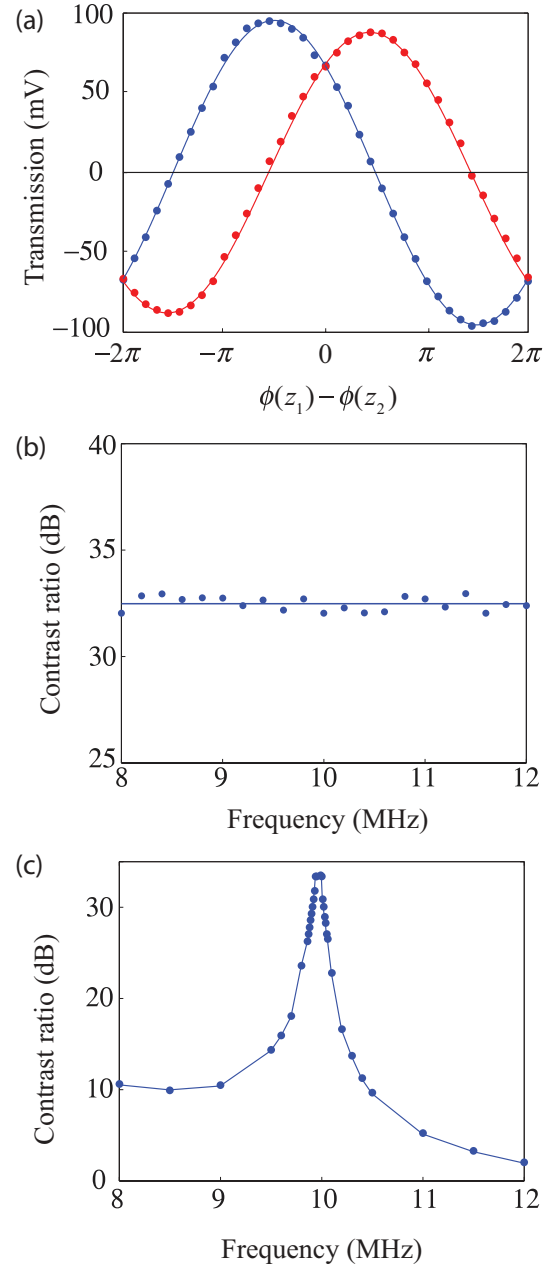 (a)
Transmission (mV)
100
50
0
−50
−100
−2π
−π
0
π
2π
ϕ(z₁)−ϕ(z₂)
(b)
Contrast ratio (dB)
40
35
30
25
8
9
10
11
12
Frequency (MHz)
(c)
Contrast ratio (dB)
30
20
10
0
8
9
10
11
12
Frequency (MHz)